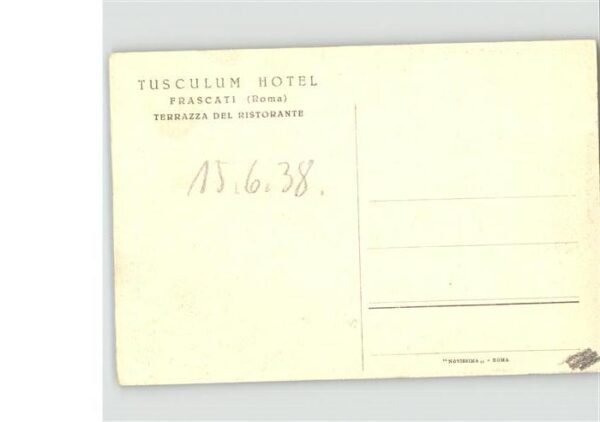 TUSCULUM HOTEL
FRASCATI (Roma)
TERRAZZA DEL RISTORANTE
15.6.38.
"NOVISSIMA„ - ROMA